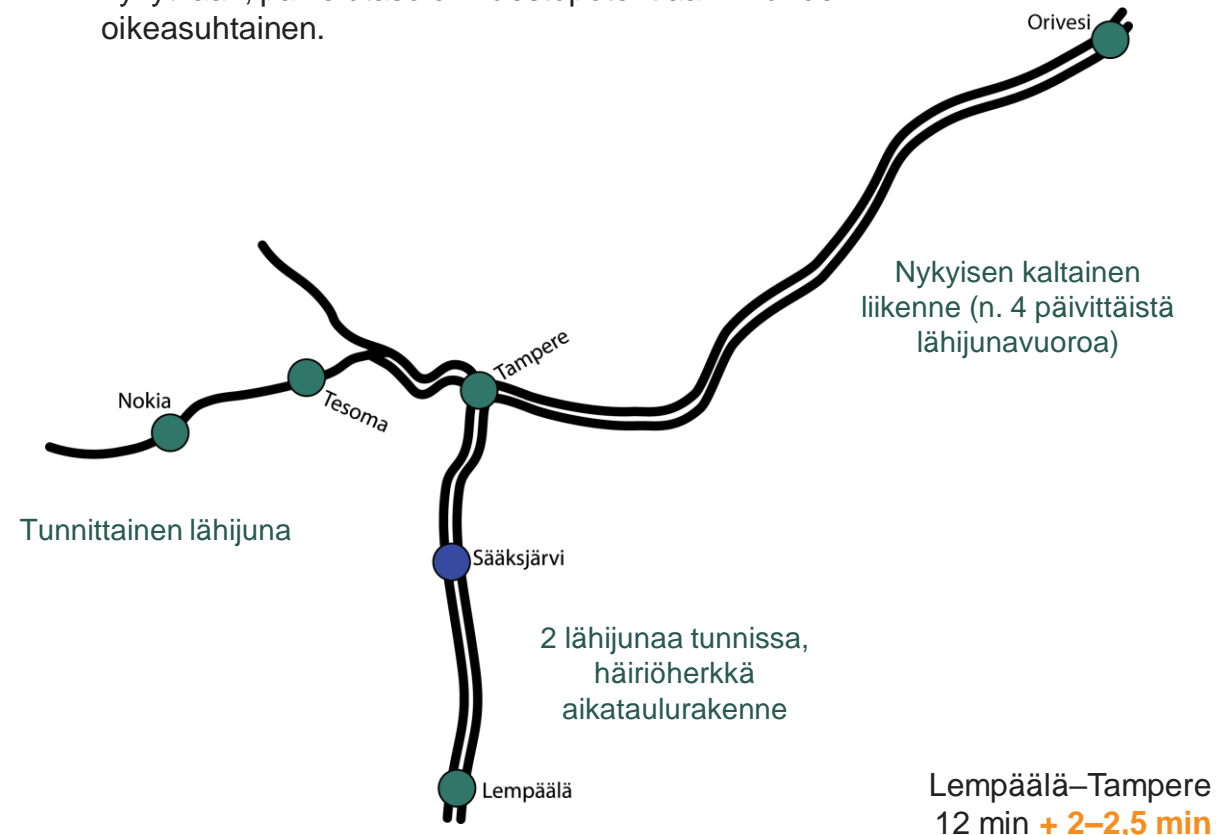 oikeasuhtainen.
Orivesi
Nykyisen kaltainen
liikenne (n. 4 päivittäistä
lähijunavuoroa)
Tampere
Nokia
Tesoma
Tunnittainen lähijuna
Sääksjärvi
2 lähijunaa tunnissa,
häiriöherkkä
aikataulurakenne
Lempäälä
Lempäälä–Tampere
12 min + 2–2,5 min